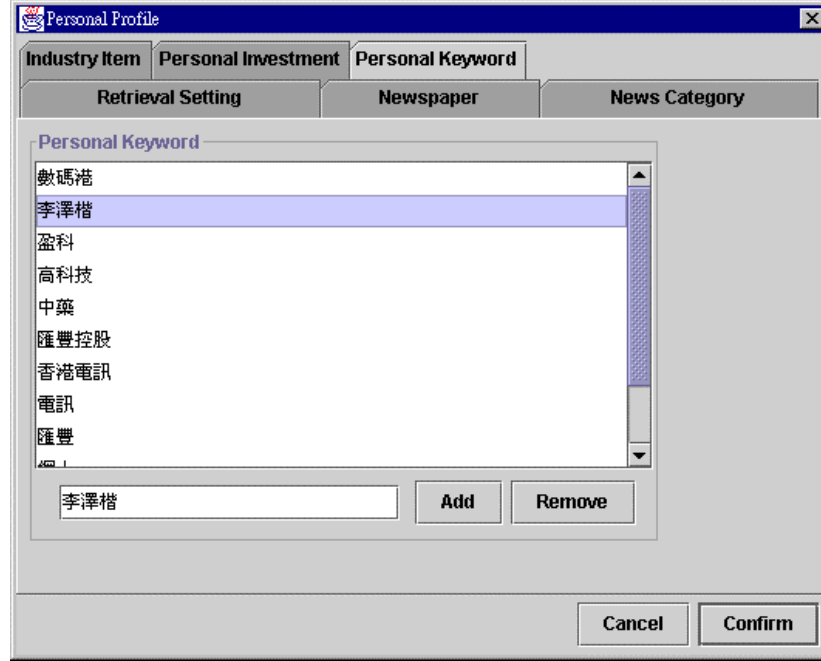 Personal Profile
Industry Item Personal Investment Personal Keyword
Retrieval Setting Newspaper News Category
Personal Keyword
數碼港
李澤楷
盈科
高科技
中藥
匯豐控股
香港電訊
電訊
匯豐
李澤楷 Add Remove
Cancel Confirm